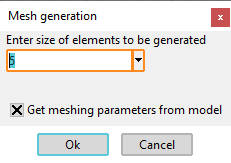 Mesh generation
Enter size of elements to be generated
5
Get meshing parameters from model
Ok
Cancel